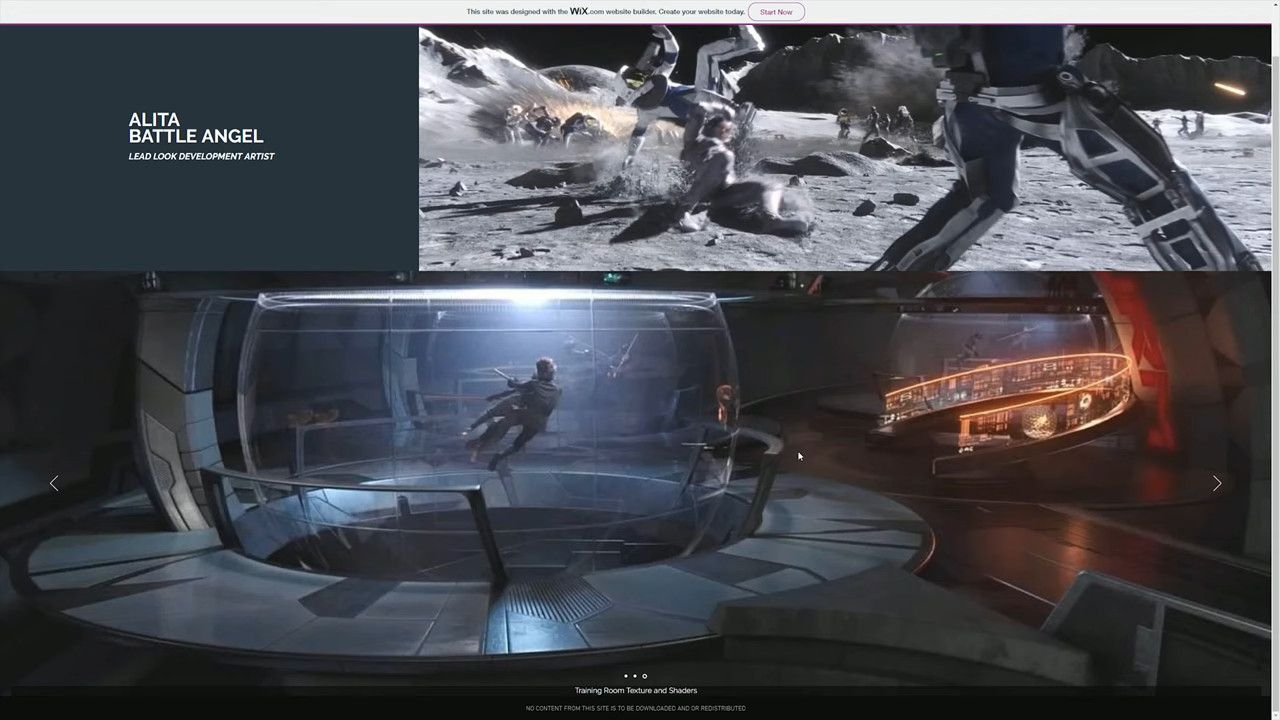 This site was designed with the WiX.com website builder. Create your website today. Start Now
ALITA
BATTLE ANGEL
LEAD LOOK DEVELOPMENT ARTIST
Training Room Texture and Shaders
NO CONTENT FROM THIS SITE IS TO BE DOWNLOADED AND OR REDISTRIBUTED